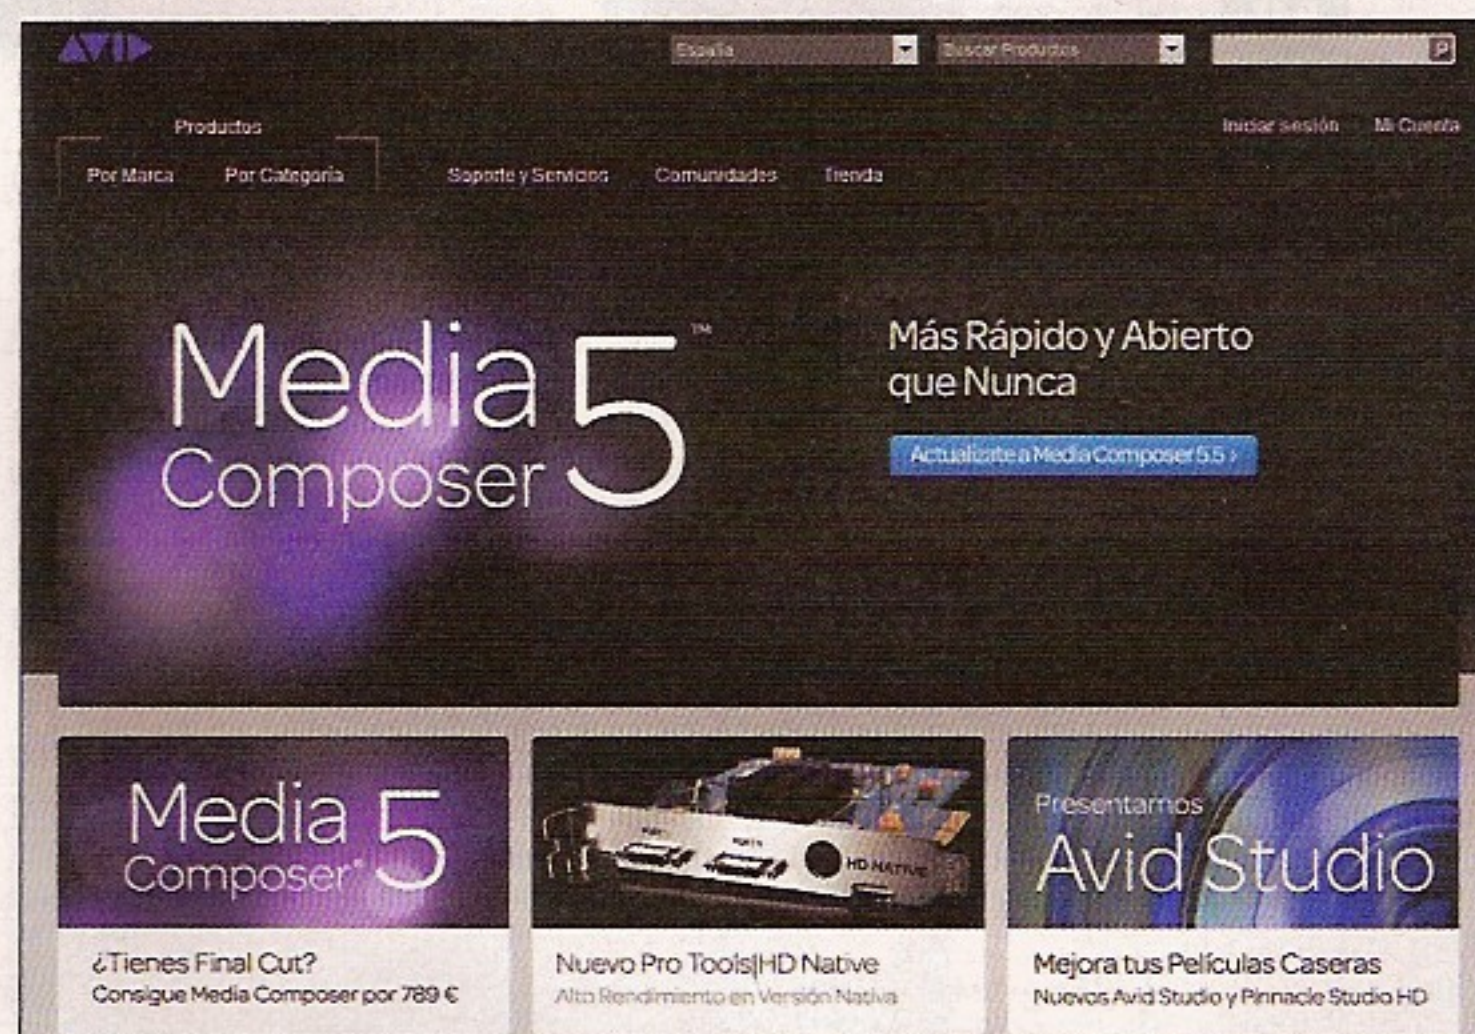 AVID
España
Buscar Productos
Productos
Iniciar sesión
Mi Cuenta
Por Marca
Por Categoría
Soporte y Servicios
Comunidades
Tienda
Media
Composer 5™
Más Rápido y Abierto
que Nunca
Actualízate a Media Composer 5.5 ›
Media
Composer® 5
HD NATIVE
Presentamos
Avid Studio
¿Tienes Final Cut?
Consigue Media Composer por 789 €
Nuevo Pro Tools|HD Native
Alto Rendimiento en Versión Nativa
Mejora tus Películas Caseras
Nuevos Avid Studio y Pinnacle Studio HD